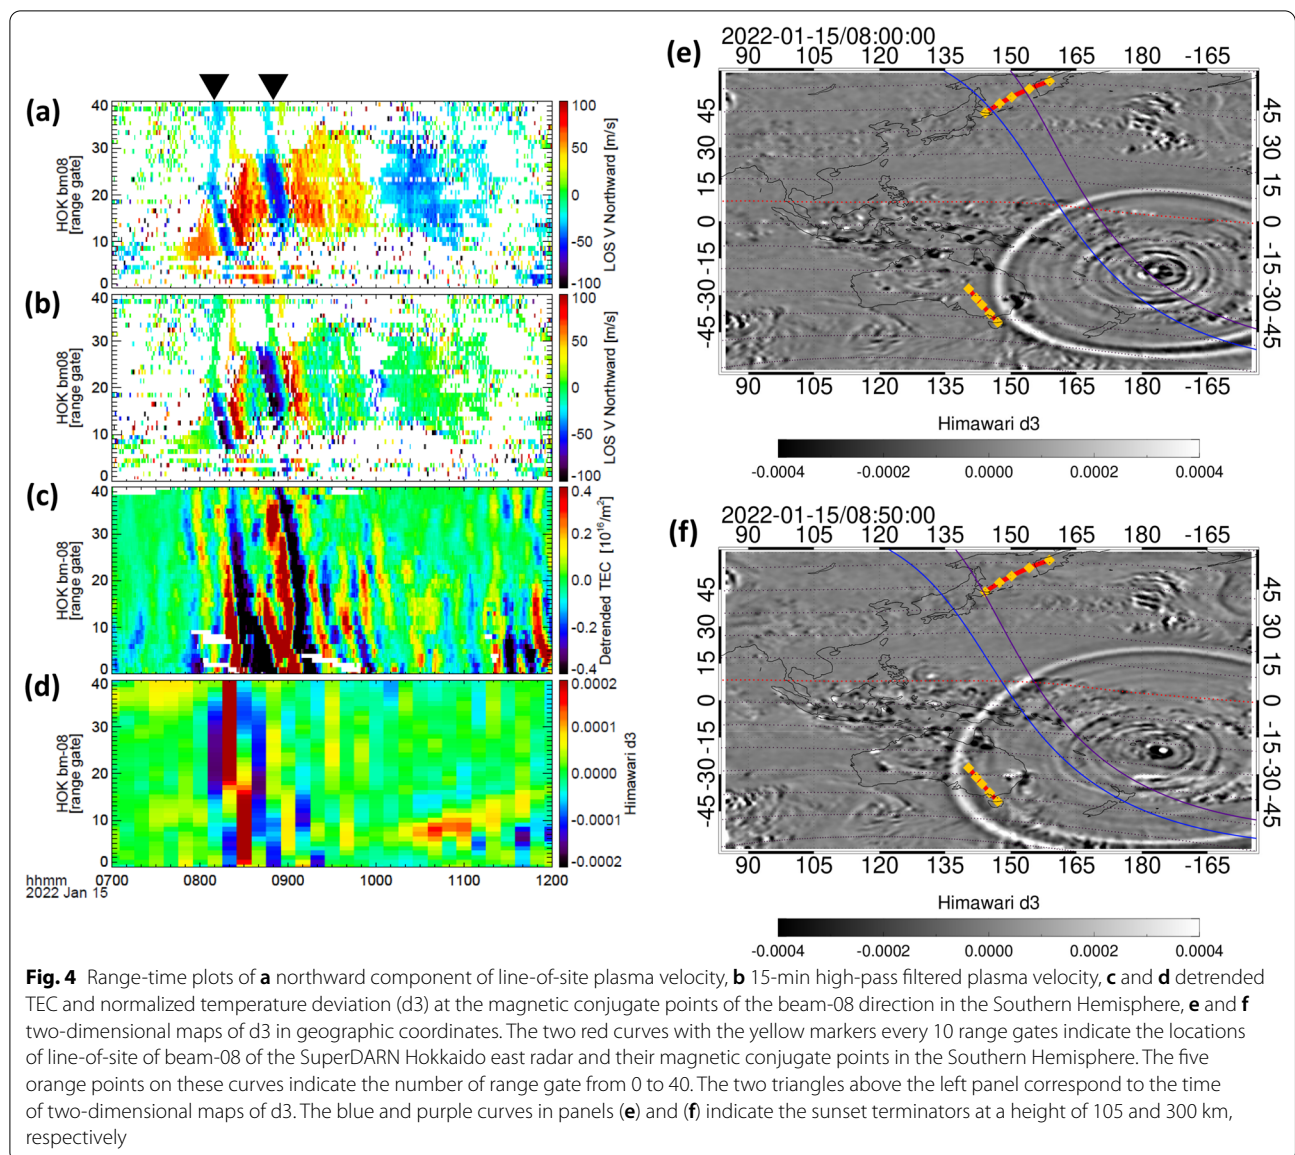 (a)
40
30
20
10
0
HOK bm08
[range gate]
100
50
0
-50
-100
LOS V Northward [m/s]
(b)
40
30
20
10
0
HOK bm08
[range gate]
100
50
0
-50
-100
LOS V Northward [m/s]
(c)
40
30
20
10
0
HOK bm-08
[range gate]
0.4
0.2
0.0
-0.2
-0.4
Detrended TEC [10¹⁶/m²]
(d)
40
30
20
10
0
HOK bm-08
[range gate]
0.0002
0.0001
0.0000
-0.0001
-0.0002
Himawari d3
hhmm
2022 Jan 15
0700 0800 0900 1000 1100 1200
(e)
2022-01-15/08:00:00
90 105 120 135 150 165 180 -165
45 30 15 0 -15 -30 -45
45 30 15 0 -15 -30 -45
90 105 120 135 150 165 180 -165
Himawari d3
-0.0004 -0.0002 0.0000 0.0002 0.0004
(f)
2022-01-15/08:50:00
90 105 120 135 150 165 180 -165
45 30 15 0 -15 -30 -45
45 30 15 0 -15 -30 -45
90 105 120 135 150 165 180 -165
Himawari d3
-0.0004 -0.0002 0.0000 0.0002 0.0004
Fig. 4 Range-time plots of a northward component of line-of-site plasma velocity, b 15-min high-pass filtered plasma velocity, c and d detrended
TEC and normalized temperature deviation (d3) at the magnetic conjugate points of the beam-08 direction in the Southern Hemisphere, e and f
two-dimensional maps of d3 in geographic coordinates. The two red curves with the yellow markers every 10 range gates indicate the locations
of line-of-site of beam-08 of the SuperDARN Hokkaido east radar and their magnetic conjugate points in the Southern Hemisphere. The five
orange points on these curves indicate the number of range gate from 0 to 40. The two triangles above the left panel correspond to the time
of two-dimensional maps of d3. The blue and purple curves in panels (e) and (f) indicate the sunset terminators at a height of 105 and 300 km,
respectively